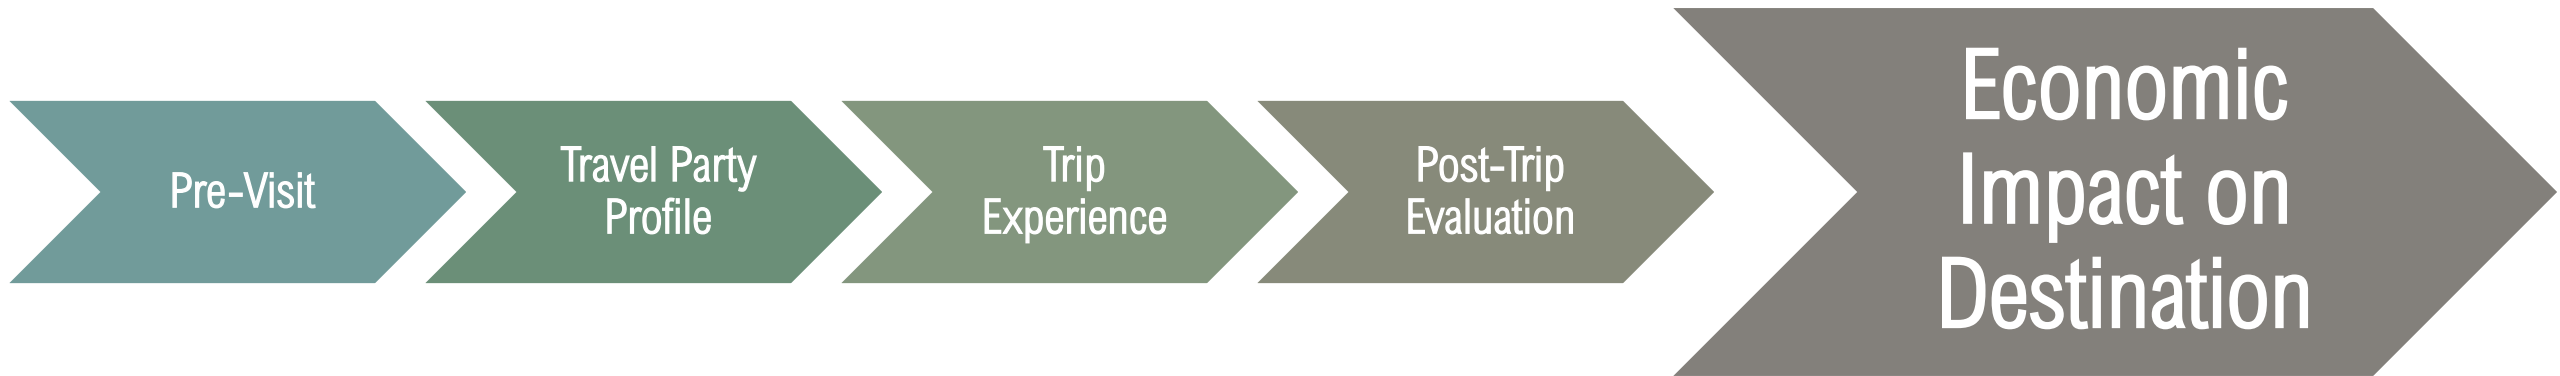 Pre-Visit
Travel Party
Profile
Trip
Experience
Post-Trip
Evaluation
Economic
Impact on
Destination